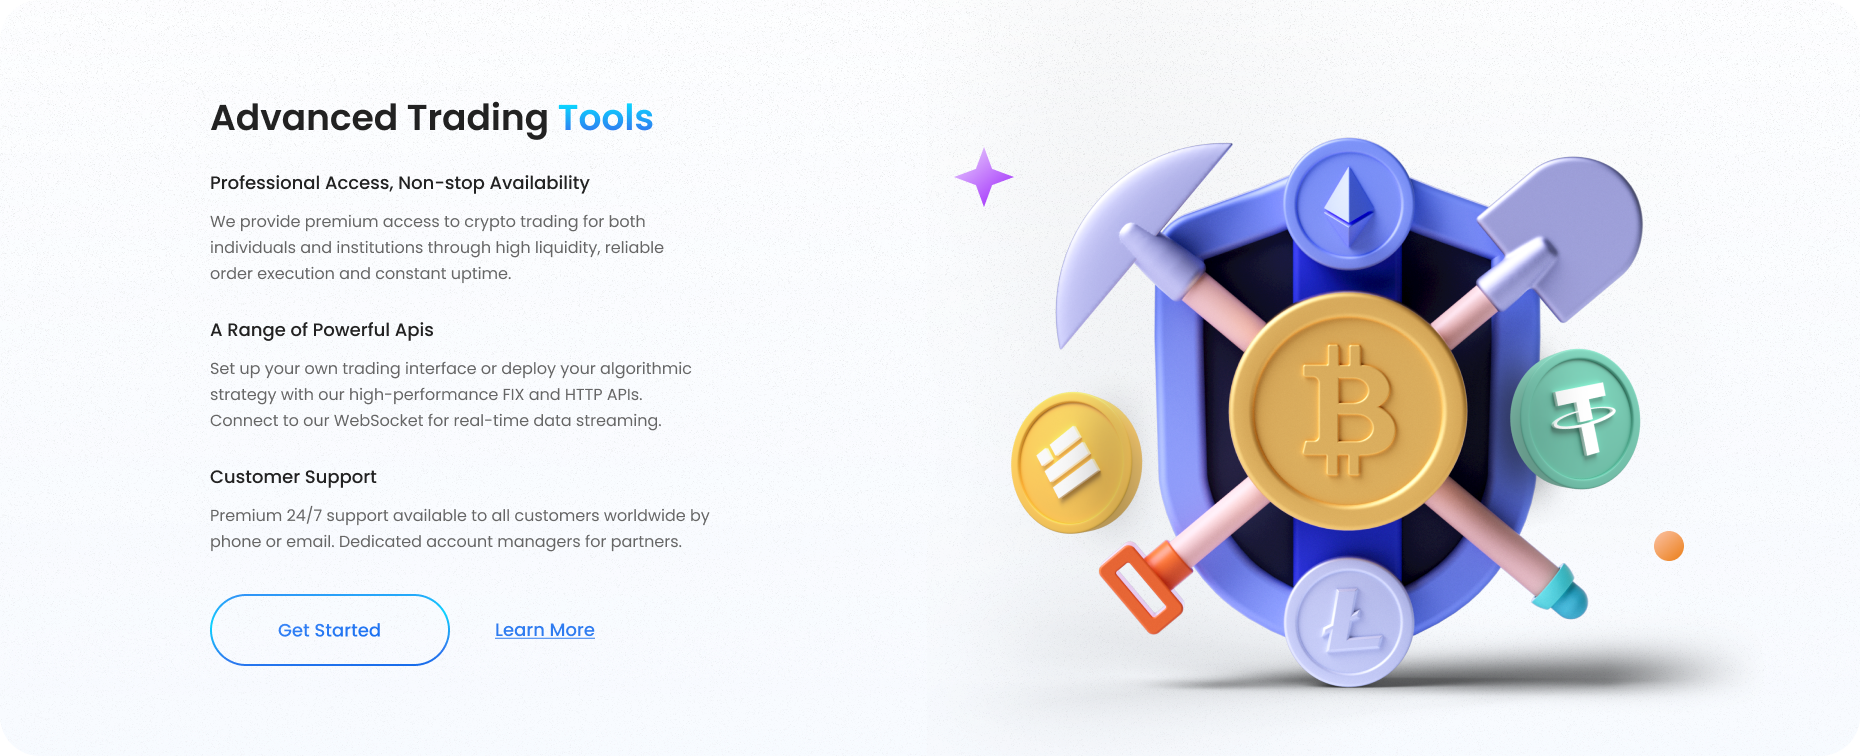 Advanced Trading Tools
Professional Access, Non-stop Availability
We provide premium access to crypto trading for both
individuals and institutions through high liquidity, reliable
order execution and constant uptime.
A Range of Powerful Apis
Set up your own trading interface or deploy your algorithmic
strategy with our high-performance FIX and HTTP APIs.
Connect to our WebSocket for real-time data streaming.
Customer Support
Premium 24/7 support available to all customers worldwide by
phone or email. Dedicated account managers for partners.
Get Started
Learn More